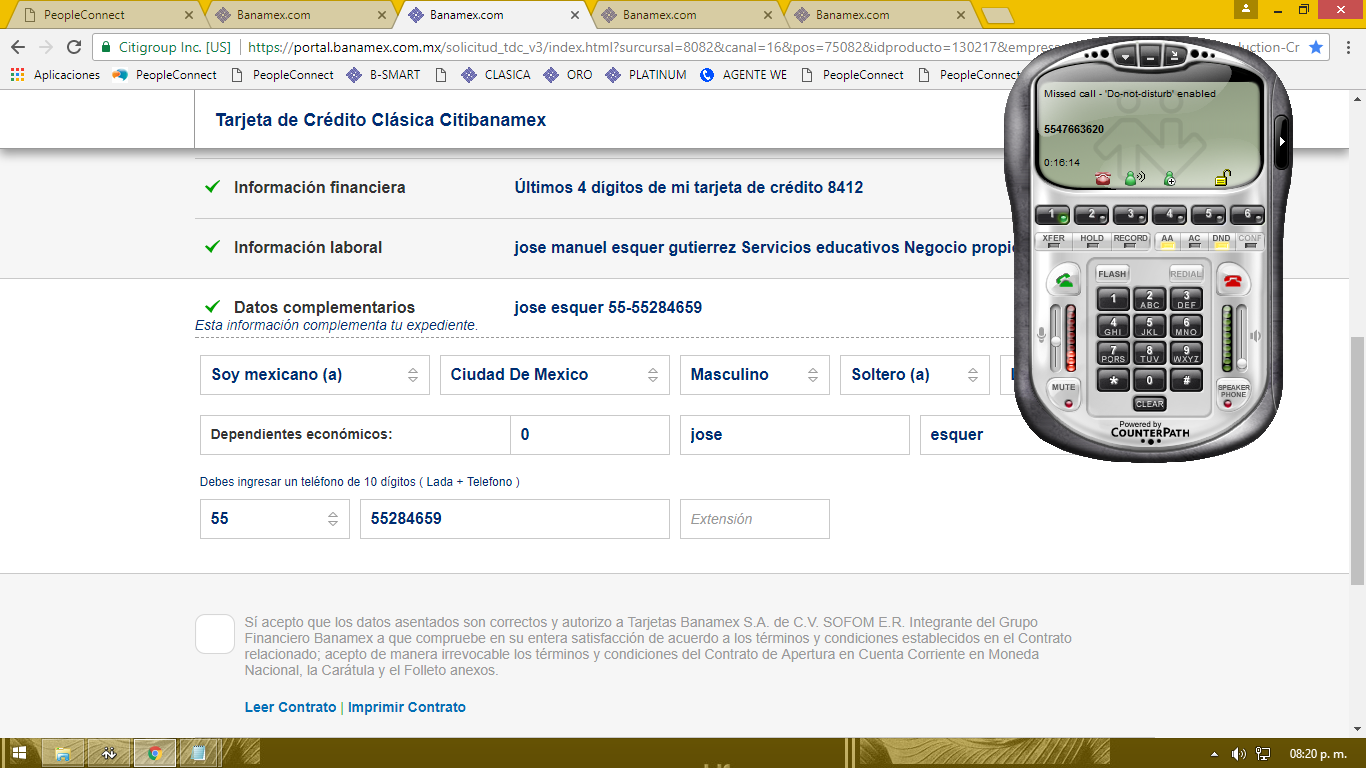 PeopleConnect
Banamex.com
Banamex.com
Banamex.com
Banamex.com
Citigroup Inc. [US]
https://portal.banamex.com.mx/solicitud_tdc_v3/index.html?surcursal=8082&canal=16&pos=75082&idproducto=130217&empres
duction-Cr
Aplicaciones
PeopleConnect
PeopleConnect
B-SMART
CLASICA
ORO
PLATINUM
AGENTE WE
PeopleConnect
PeopleConnect
Tarjeta de Crédito Clásica Citibanamex
Información financiera
Últimos 4 dígitos de mi tarjeta de crédito 8412
Información laboral
jose manuel esquer gutierrez Servicios educativos Negocio propi
Datos complementarios
jose esquer 55-55284659
Esta información complementa tu expediente.
Soy mexicano (a)
Ciudad De Mexico
Masculino
Soltero (a)
Dependientes económicos:
0
jose
esquer
Debes ingresar un teléfono de 10 dígitos ( Lada + Telefono )
55
55284659
Extensión
Sí acepto que los datos asentados son correctos y autorizo a Tarjetas Banamex S.A. de C.V. SOFOM E.R. Integrante del Grupo
Financiero Banamex a que compruebe en su entera satisfacción de acuerdo a los términos y condiciones establecidos en el Contrato
relacionado; acepto de manera irrevocable los términos y condiciones del Contrato de Apertura en Cuenta Corriente en Moneda
Nacional, la Carátula y el Folleto anexos.
Leer Contrato | Imprimir Contrato
Missed call - 'Do-not-disturb' enabled
5547663620
0:16:14
1 2 3 4 5 6
XFER HOLD RECORD AA AC DND CONF
FLASH REDIAL
1 2 ABC 3 DEF
4 GHI 5 JKL 6 MNO
7 PQRS 8 TUV 9 WXYZ
* 0 #
MUTE
SPEAKER PHONE
CLEAR
Powered by
COUNTERPATH
08:20 p. m.